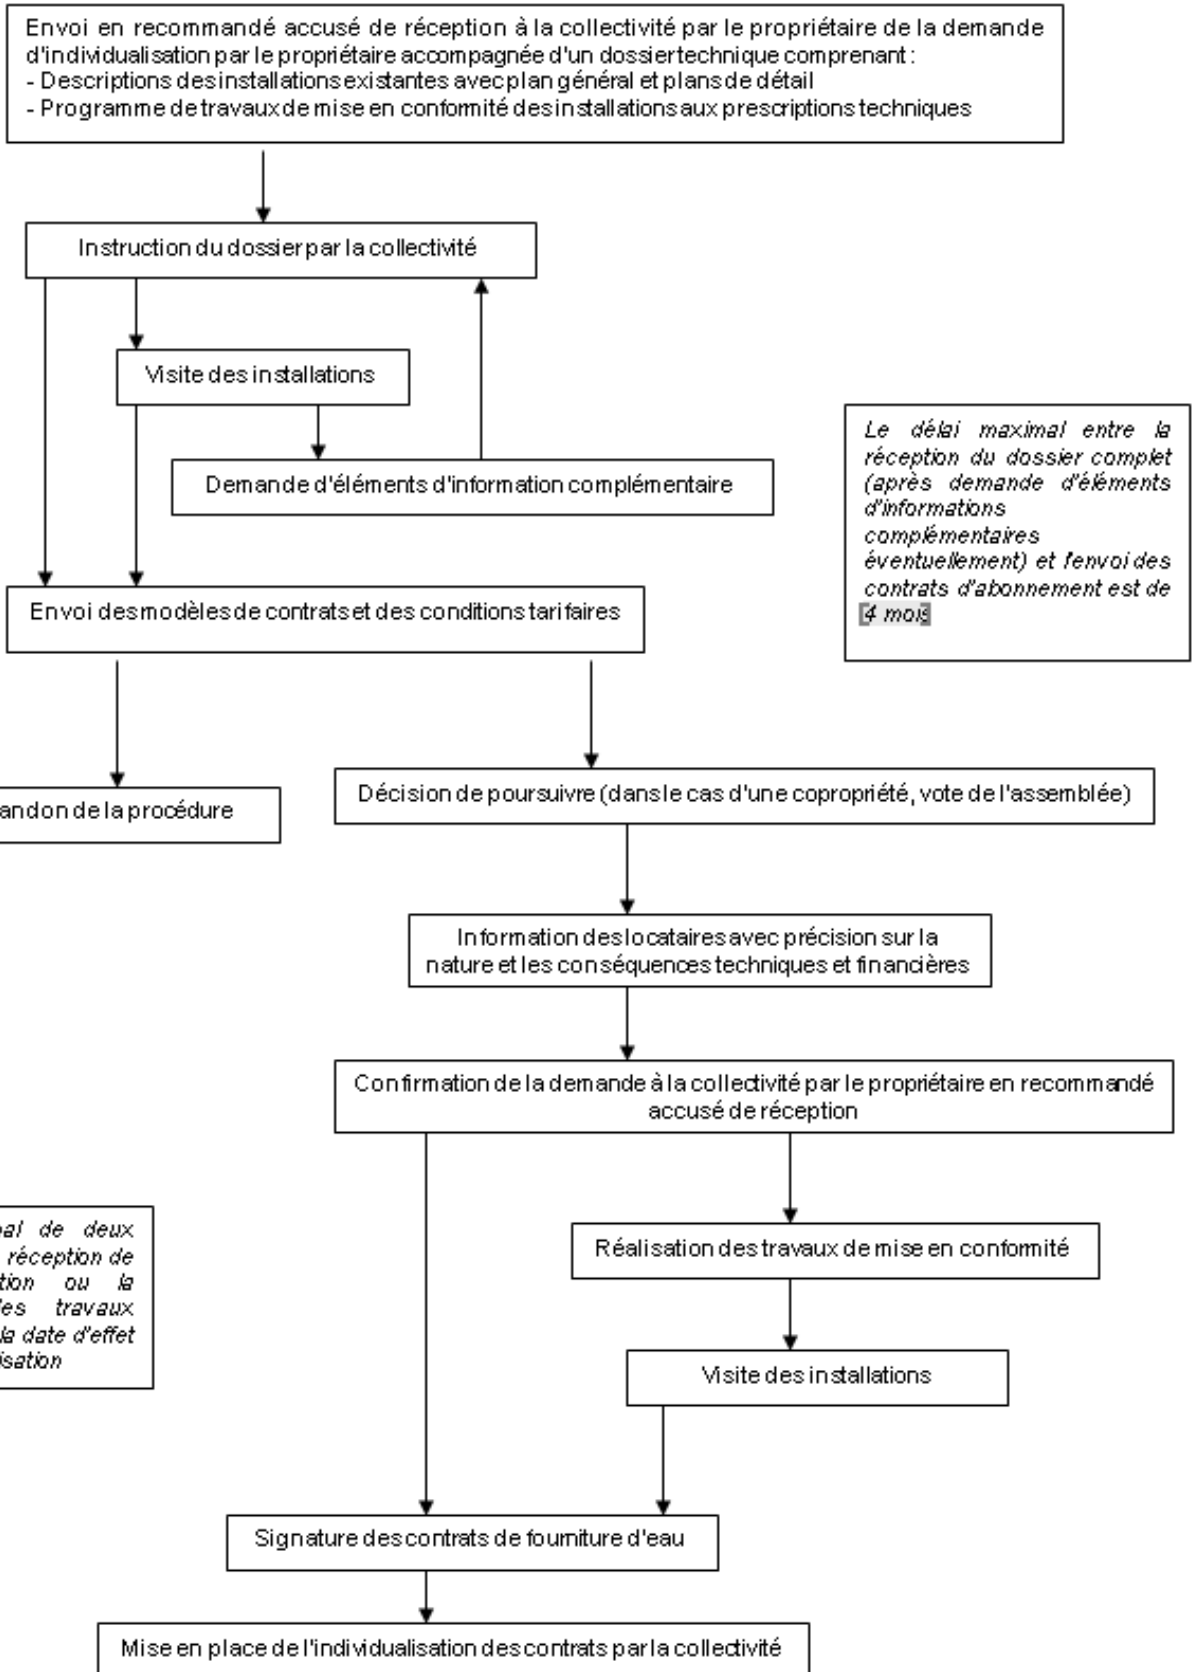 Envoi en recommandé accusé de réception à la collectivité par le propriétaire de la demande
d'individualisation par le propriétaire accompagnée d'un dossier technique comprenant :
- Descriptions des installations existantes avec plan général et plans de détail
- Programme de travaux de mise en conformité des installations aux prescriptions techniques
Instruction du dossier par la collectivité
Visite des installations
Demande d'éléments d'information complémentaire
Le délai maximal entre la
réception du dossier complet
(après demande d'éléments
d'informations
complémentaires
éventuellement) et l'envoi des
contrats d'abonnement est de
[4 mois]
Envoi des modèles de contrats et des conditions tarifaires
andon de la procédure
Décision de poursuivre (dans le cas d'une copropriété, vote de l'assemblée)
Information des locataires avec précision sur la
nature et les conséquences techniques et financières
Confirmation de la demande à la collectivité par le propriétaire en recommandé
accusé de réception
al de deux
réception de
tion ou la
es travaux
la date d'effet
isation
Réalisation des travaux de mise en conformité
Visite des installations
Signature des contrats de fourniture d'eau
Mise en place de l'individualisation des contrats par la collectivité